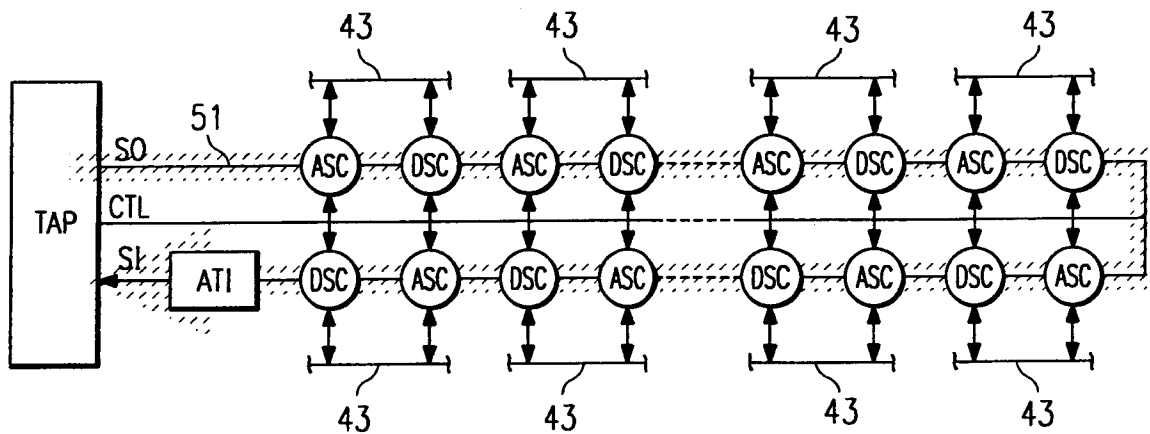 43 43 43 43
51
SO ASC DSC ASC DSC ASC DSC ASC DSC
TAP CTL
SI ATI DSC ASC DSC ASC DSC ASC DSC ASC
43 43 43 43